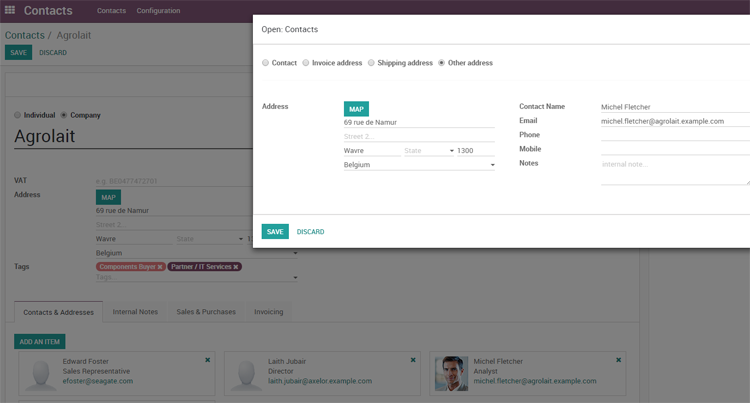 Contacts
Contacts Configuration
Contacts / Agrolait
SAVE DISCARD
Individual Company
Agrolait
VAT e.g.
Address MAP
69 rue de Namur
Street 2...
Wavre State
Belgium
Tags Components Buyer Partner / IT Services
Tags...
Contacts & Addresses Internal Notes Sales & Purchases Invoicing
ADD AN ITEM
Edward Foster
Sales Representative
efoster@seagate.com
Laith Jubair
Director
laith.jubair@axelor.example.com
Michel Fletcher
Analyst
michel.fletcher@agrolait.example.com
Open: Contacts
Contact Invoice address Shipping address Other address
Address MAP
69 rue de Namur
Street 2...
Wavre State 1300
Belgium
Contact Name Michel Fletcher
Email michel.fletcher@agrolait.example.com
Phone
Mobile
Notes Internal note...
SAVE DISCARD